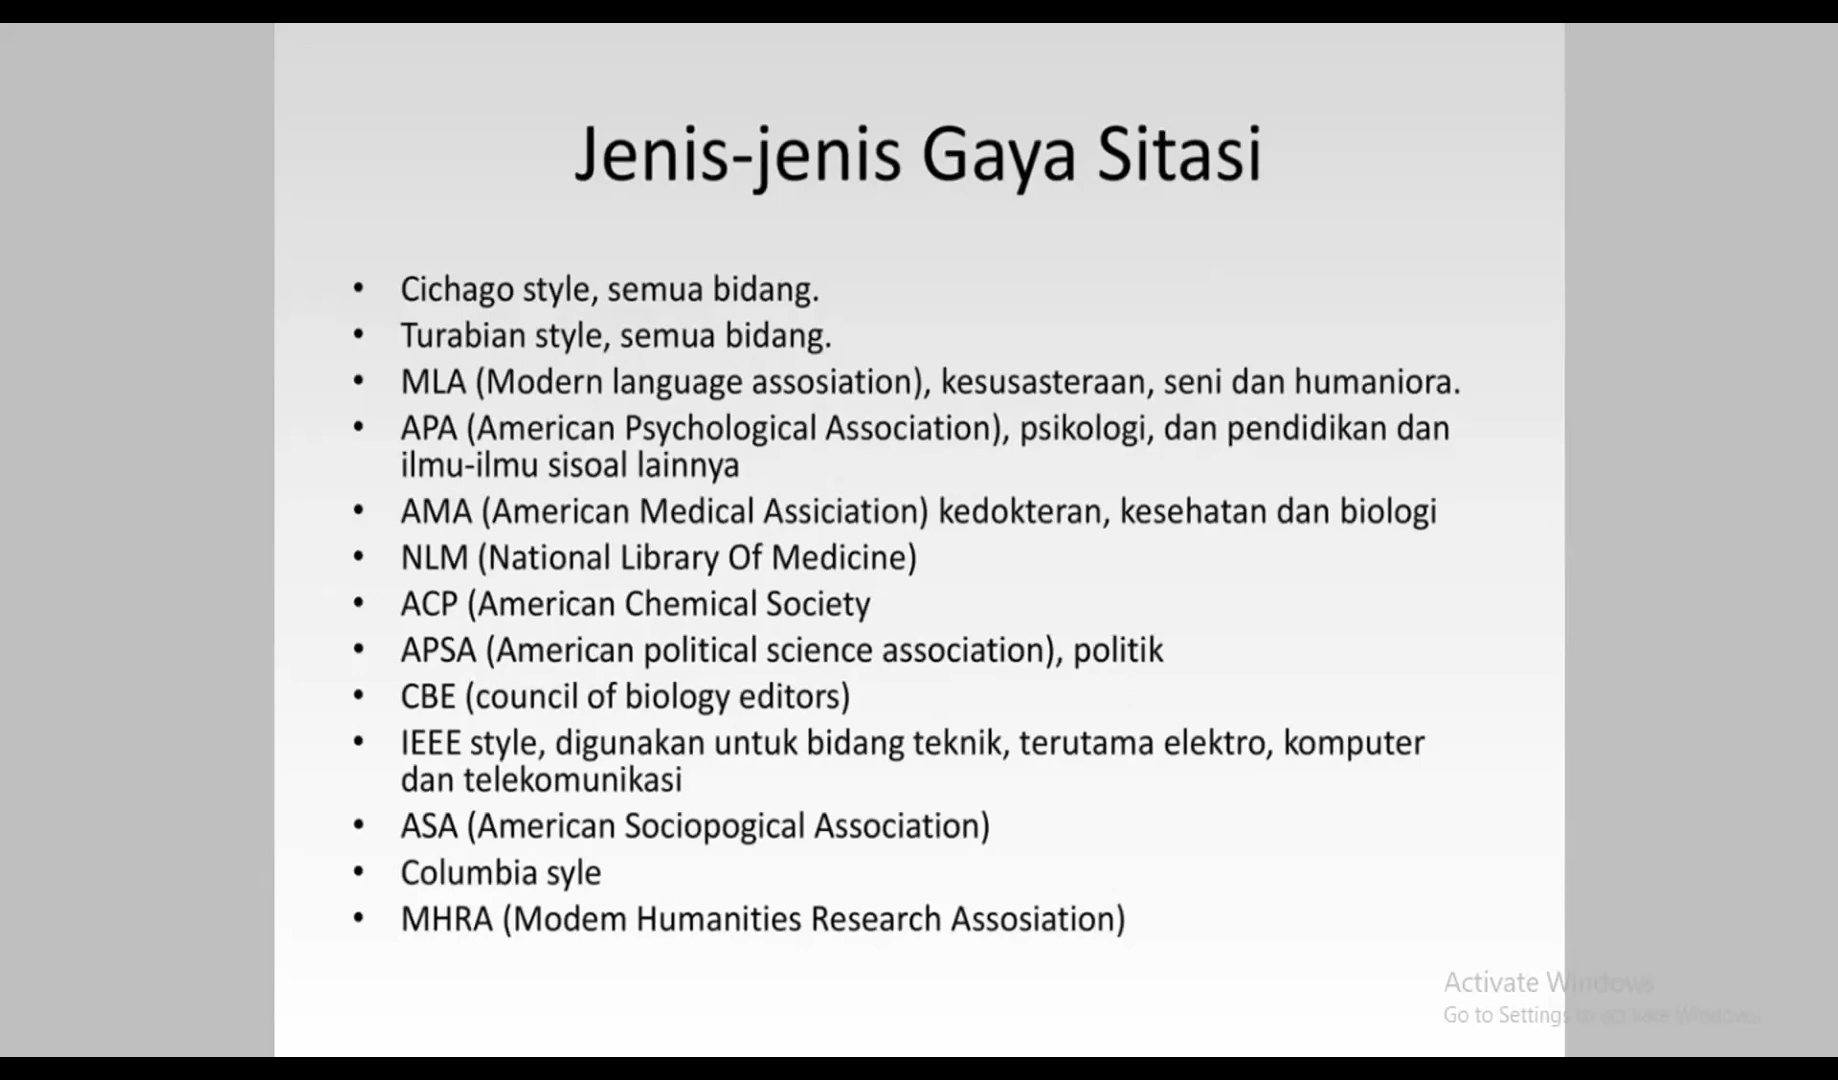 Jenis-jenis Gaya Sitasi
• Cichago style, semua bidang.
• Turabian style, semua bidang.
• MLA (Modern language assosiation), kesusasteraan, seni dan humaniora.
• APA (American Psychological Association), psikologi, dan pendidikan dan
ilmu-ilmu sisoal lainnya
• AMA (American Medical Assiciation) kedokteran, kesehatan dan biologi
• NLM (National Library Of Medicine)
• ACP (American Chemical Society
• APSA (American political science association), politik
• CBE (council of biology editors)
• IEEE style, digunakan untuk bidang teknik, terutama elektro, komputer
dan telekomunikasi
• ASA (American Sociopogical Association)
• Columbia syle
• MHRA (Modem Humanities Research Assosiation)
Activate Windows
Go to Settings to activate Windows.